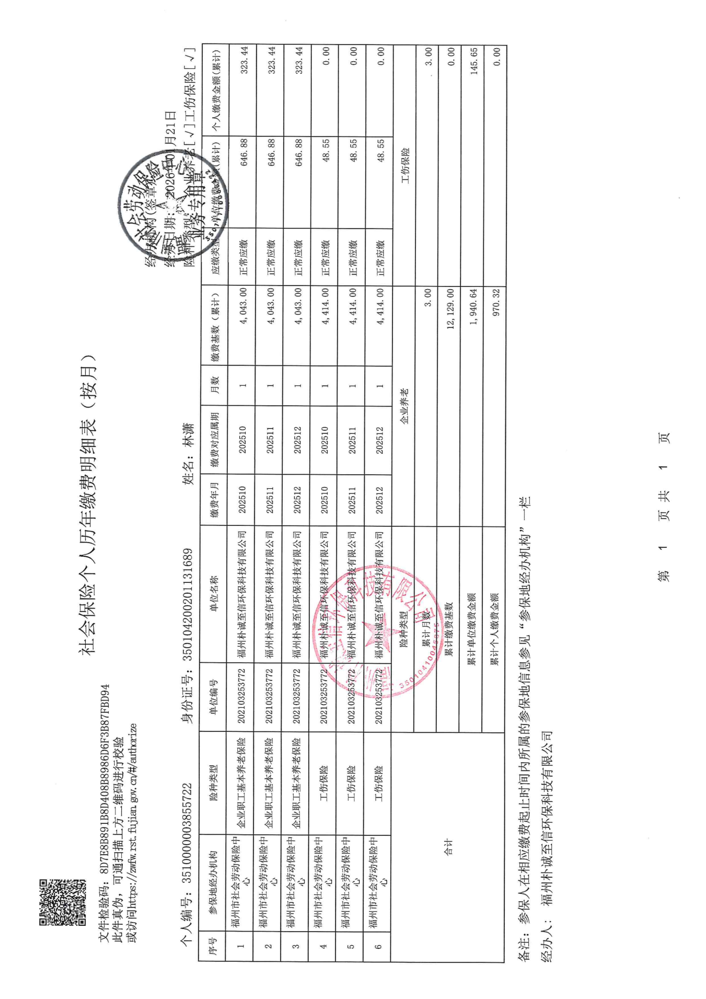 社会保险个人历年缴费明细表（按月）
文件检验码：8D7E8B891B8D408B8986D6F3B87FBD94
此件真伪，可通扫描上方二维码进行校验
或访问https://zwfw.rst.fujian.gov.cn/#/authorize
经办机构(签章)
经办日期: 2026年01月21日
险种类型: 企业养老[√]工伤保险[√]
个人编号：3510000003855722 身份证号：350104200201131689 姓名：林潇
序号 参保地经办机构 险种类型 单位编号 单位名称 缴费年月 缴费对应属期 月数 缴费基数（累计） 应缴类型 单位缴费金额(累计) 个人缴费金额(累计)
1 福州市社会劳动保险中心 企业职工基本养老保险 202103253772 福州朴诚至信环保科技有限公司 202510 202510 1 4,043.00 正常应缴 646.88 323.44
2 福州市社会劳动保险中心 企业职工基本养老保险 202103253772 福州朴诚至信环保科技有限公司 202511 202511 1 4,043.00 正常应缴 646.88 323.44
3 福州市社会劳动保险中心 企业职工基本养老保险 202103253772 福州朴诚至信环保科技有限公司 202512 202512 1 4,043.00 正常应缴 646.88 323.44
4 福州市社会劳动保险中心 工伤保险 202103253772 福州朴诚至信环保科技有限公司 202510 202510 1 4,414.00 正常应缴 48.55 0.00
5 福州市社会劳动保险中心 工伤保险 202103253772 福州朴诚至信环保科技有限公司 202511 202511 1 4,414.00 正常应缴 48.55 0.00
6 福州市社会劳动保险中心 工伤保险 202103253772 福州朴诚至信环保科技有限公司 202512 202512 1 4,414.00 正常应缴 48.55 0.00
合计 险种类型 企业养老 工伤保险
累计月数 3.00 3.00
累计缴费基数 12,129.00 0.00
累计单位缴费金额 1,940.64 145.65
累计个人缴费金额 970.32 0.00
备注：参保人在相应缴费起止时间内所属的参保地信息参见“参保地经办机构”一栏
经办人： 福州朴诚至信环保科技有限公司
第 1 页 共 1 页
社会劳动保险中心
业务专用章
至信环保科技有限公司
35010410045875